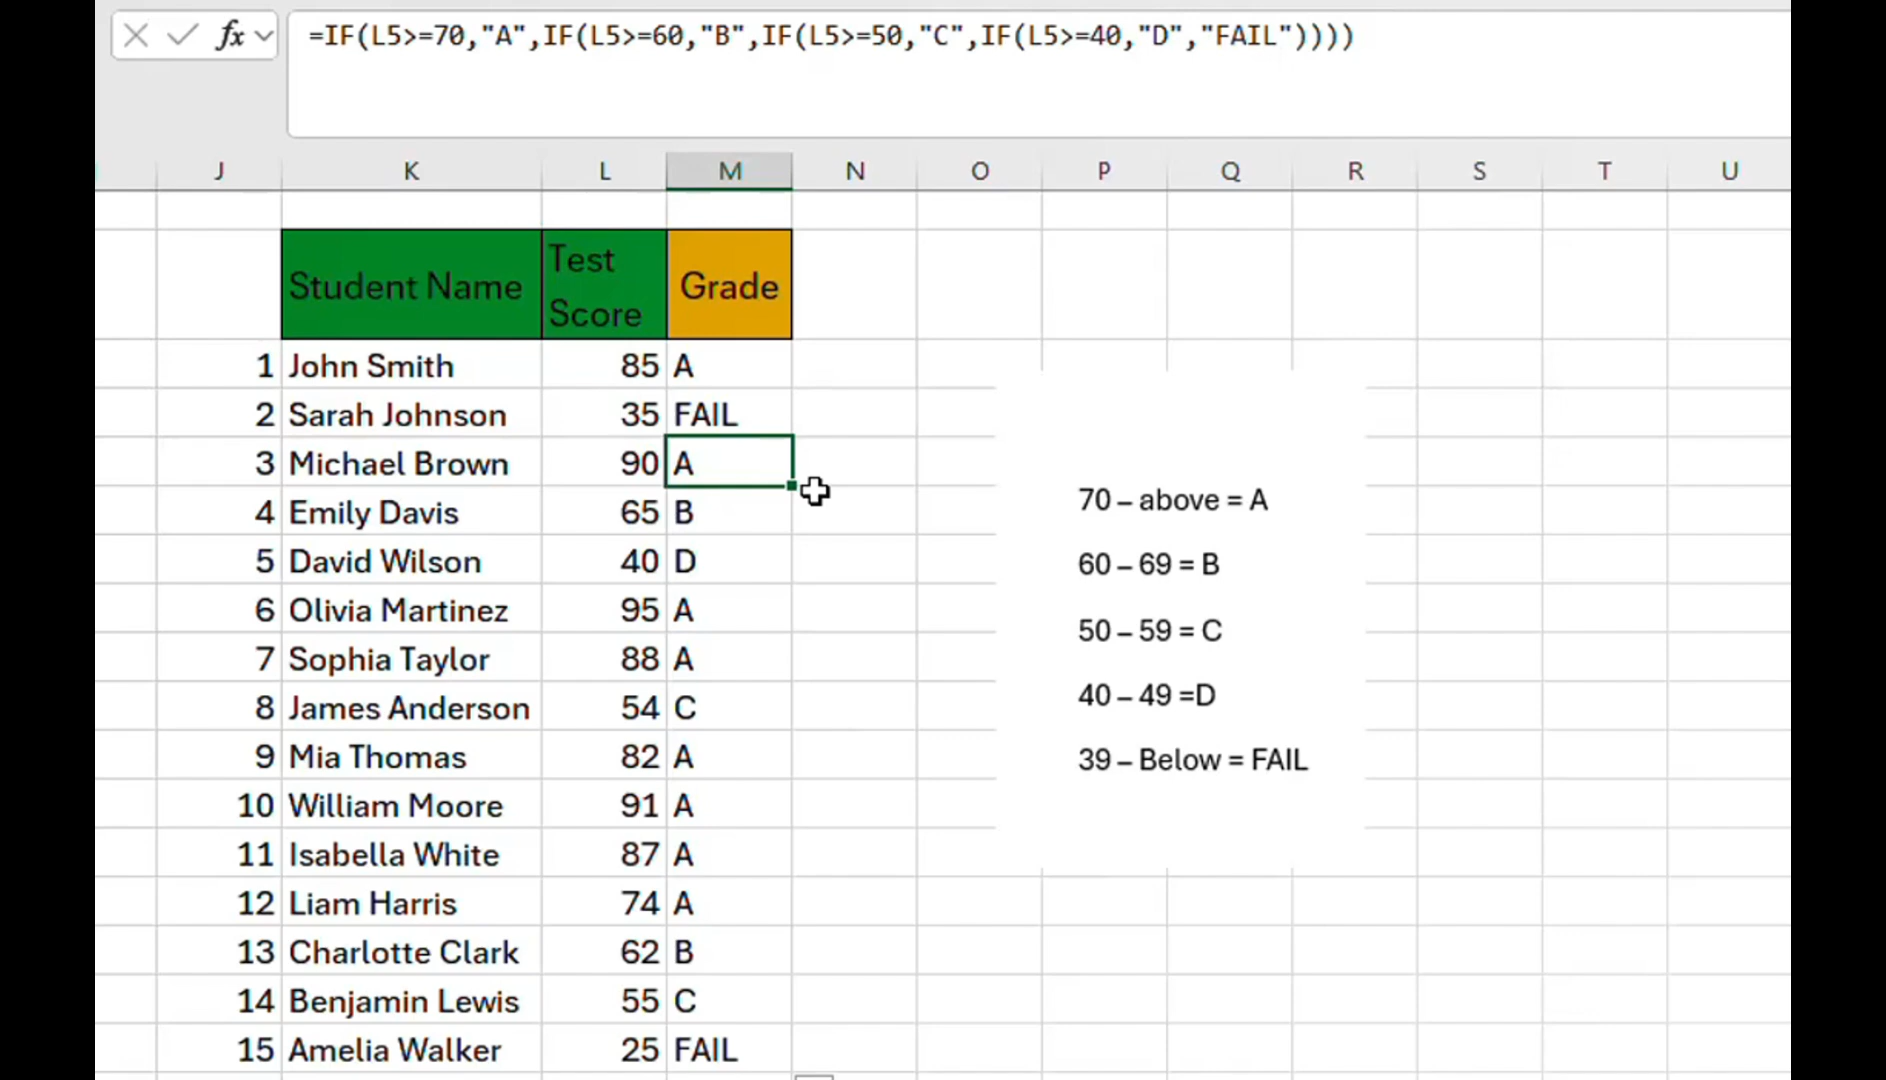 fx
=IF(L5>=70,"A",IF(L5>=60,"B",IF(L5>=50,"C",IF(L5>=40,"D","FAIL"))))
J K L M N O P Q R S T U
Student Name Test Score Grade
1 John Smith 85 A
2 Sarah Johnson 35 FAIL
3 Michael Brown 90 A
4 Emily Davis 65 B
5 David Wilson 40 D
6 Olivia Martinez 95 A
7 Sophia Taylor 88 A
8 James Anderson 54 C
9 Mia Thomas 82 A
10 William Moore 91 A
11 Isabella White 87 A
12 Liam Harris 74 A
13 Charlotte Clark 62 B
14 Benjamin Lewis 55 C
15 Amelia Walker 25 FAIL
70 – above = A
60 – 69 = B
50 – 59 = C
40 – 49 =D
39 – Below = FAIL